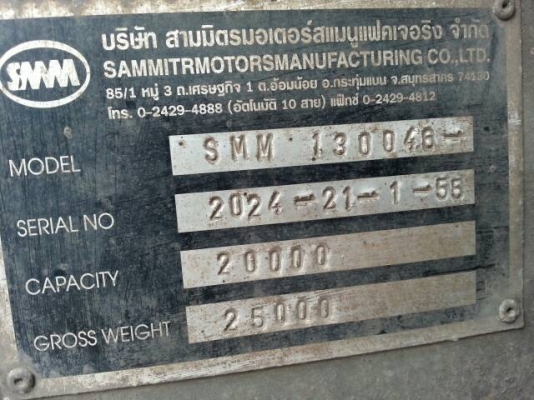 SMM
บริษัท สามมิตรมอเตอร์สแมนูแฟคเจอริง จำกัด
SAMMITRMOTORSMANUFACTURING CO.,LTD.
85/1 หมู่ 3 ถ.เศรษฐกิจ 1 ต.อ้อมน้อย อ.กระทุ่มแบน จ.สมุทรสาคร 74130
โทร. 0-2429-4888 (อัตโนมัติ 10 สาย) แฟ็กซ์ 0-2429-4812
MODEL SMM 130046-
SERIAL NO 2024-21-1-55
CAPACITY 20000
GROSS WEIGHT 25000